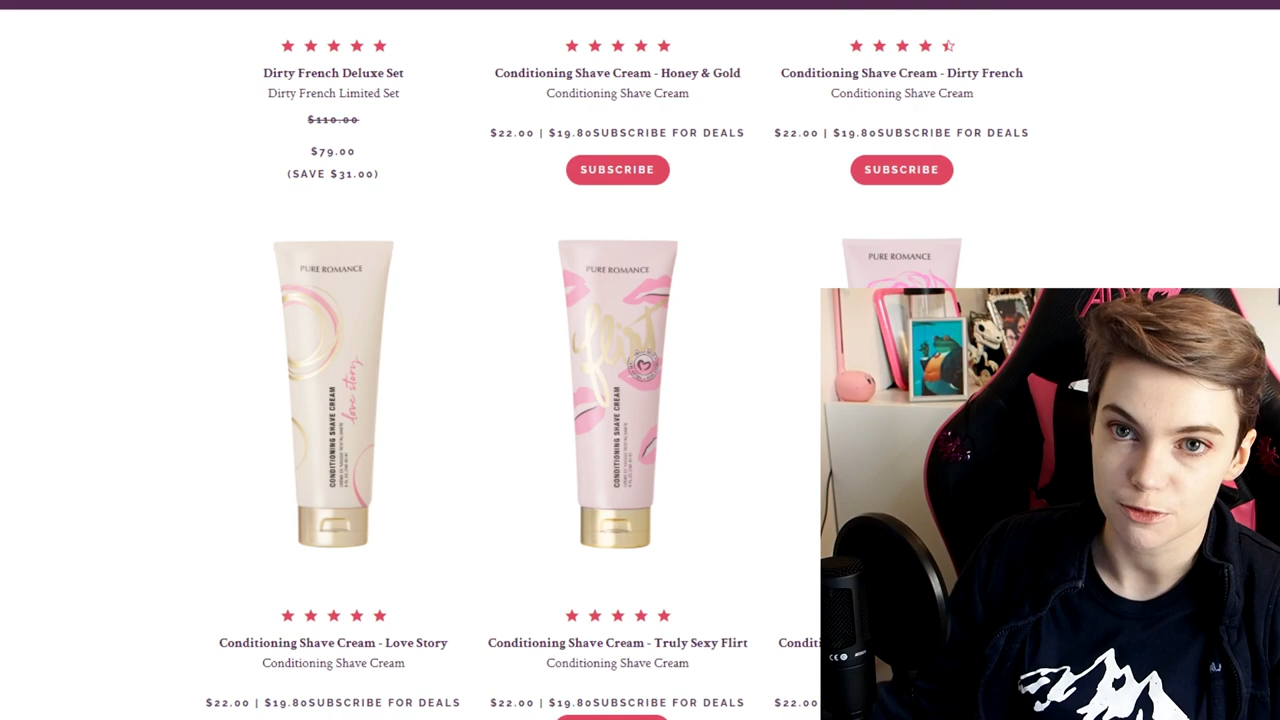 Dirty French Deluxe Set
Dirty French Limited Set
$110.00
$79.00
(SAVE $31.00)
Conditioning Shave Cream - Honey & Gold
Conditioning Shave Cream
$22.00 | $19.80SUBSCRIBE FOR DEALS
SUBSCRIBE
Conditioning Shave Cream - Dirty French
Conditioning Shave Cream
$22.00 | $19.80SUBSCRIBE FOR DEALS
SUBSCRIBE
PURE ROMANCE
love story
CONDITIONING SHAVE CREAM
PURE ROMANCE
flirt
CONDITIONING SHAVE CREAM
PURE ROMANCE
Conditioning Shave Cream - Love Story
Conditioning Shave Cream
$22.00 | $19.80SUBSCRIBE FOR DEALS
Conditioning Shave Cream - Truly Sexy Flirt
Conditioning Shave Cream
$22.00 | $19.80SUBSCRIBE FOR DEALS
Conditi
$22.00